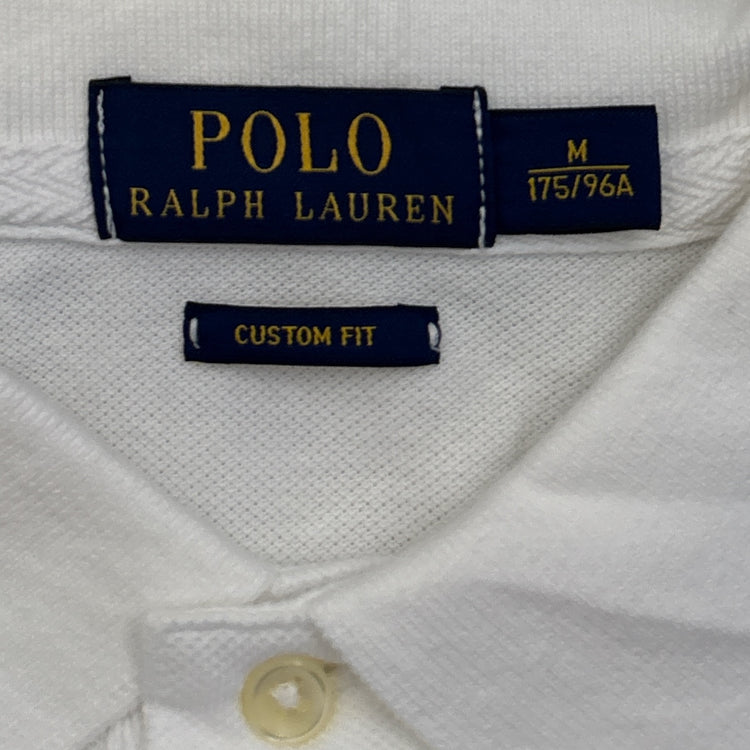 POLO
RALPH LAUREN
M
175/96A
CUSTOM FIT